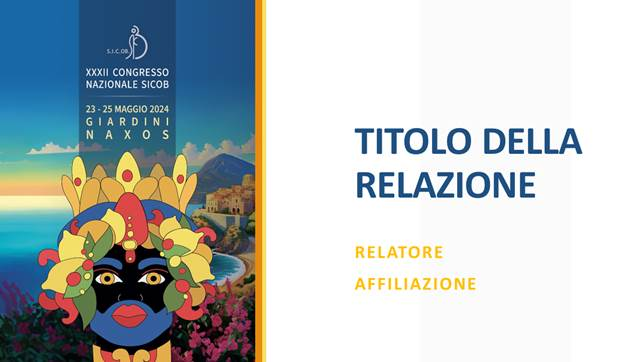 S.I.C.OB.
XXXII CONGRESSO
NAZIONALE SICOB
23 - 25 MAGGIO 2024
GIARDINI
NAXOS
TITOLO DELLA
RELAZIONE
RELATORE
AFFILIAZIONE